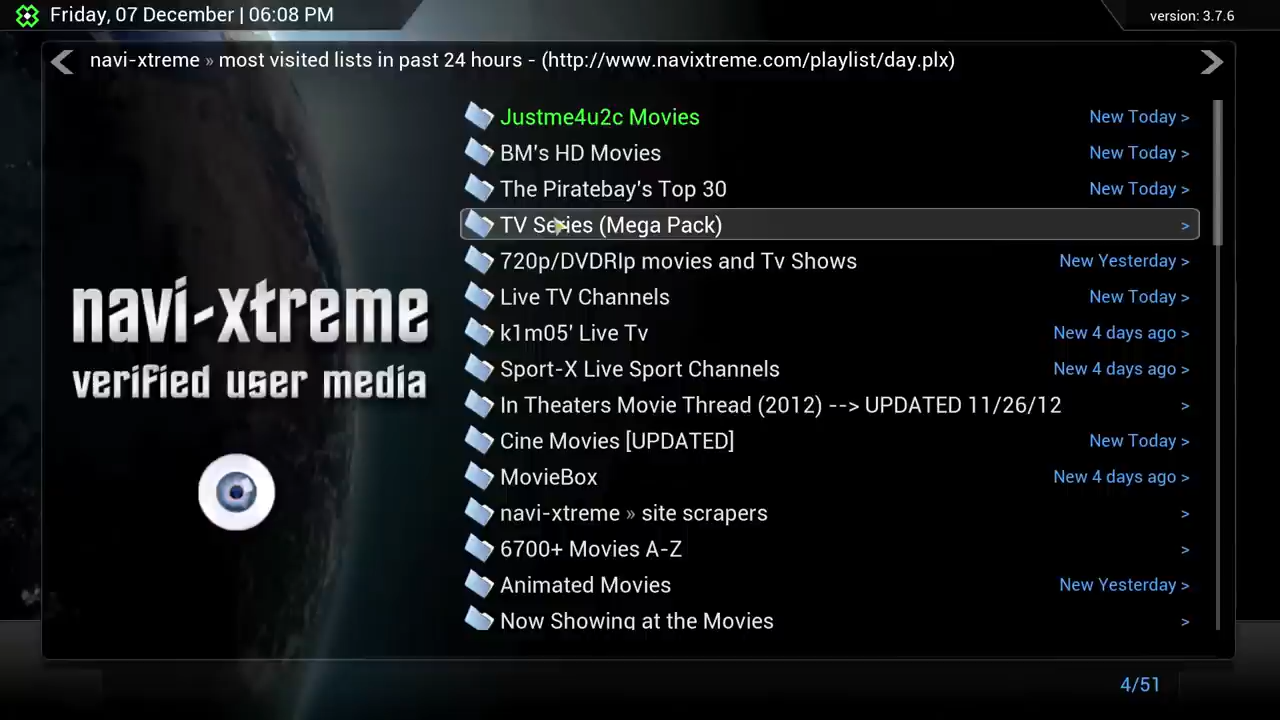 Friday, 07 December | 06:08 PM
version: 3.7.6
navi-xtreme » most visited lists in past 24 hours - (http://www.navixtreme.com/playlist/day.plx)
Justme4u2c Movies New Today >
BM's HD Movies New Today >
The Piratebay's Top 30 New Today >
TV Series (Mega Pack) >
720p/DVDRIp movies and Tv Shows New Yesterday >
Live TV Channels New Today >
k1m05' Live Tv New 4 days ago >
Sport-X Live Sport Channels New 4 days ago >
In Theaters Movie Thread (2012) --> UPDATED 11/26/12 >
Cine Movies [UPDATED] New Today >
MovieBox New 4 days ago >
navi-xtreme » site scrapers >
6700+ Movies A-Z >
Animated Movies New Yesterday >
Now Showing at the Movies >
navi-xtreme
verified user media
4/51